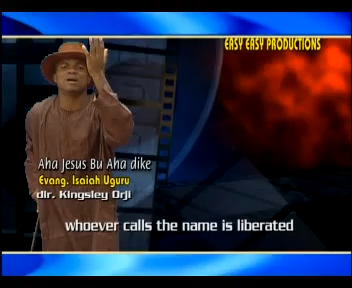 EASY EASY PRODUCTIONS
Aha Jesus Bu Aha dike
Evang. Isaiah Uguru
dir. Kingsley Orji
whoever calls the name is liberated